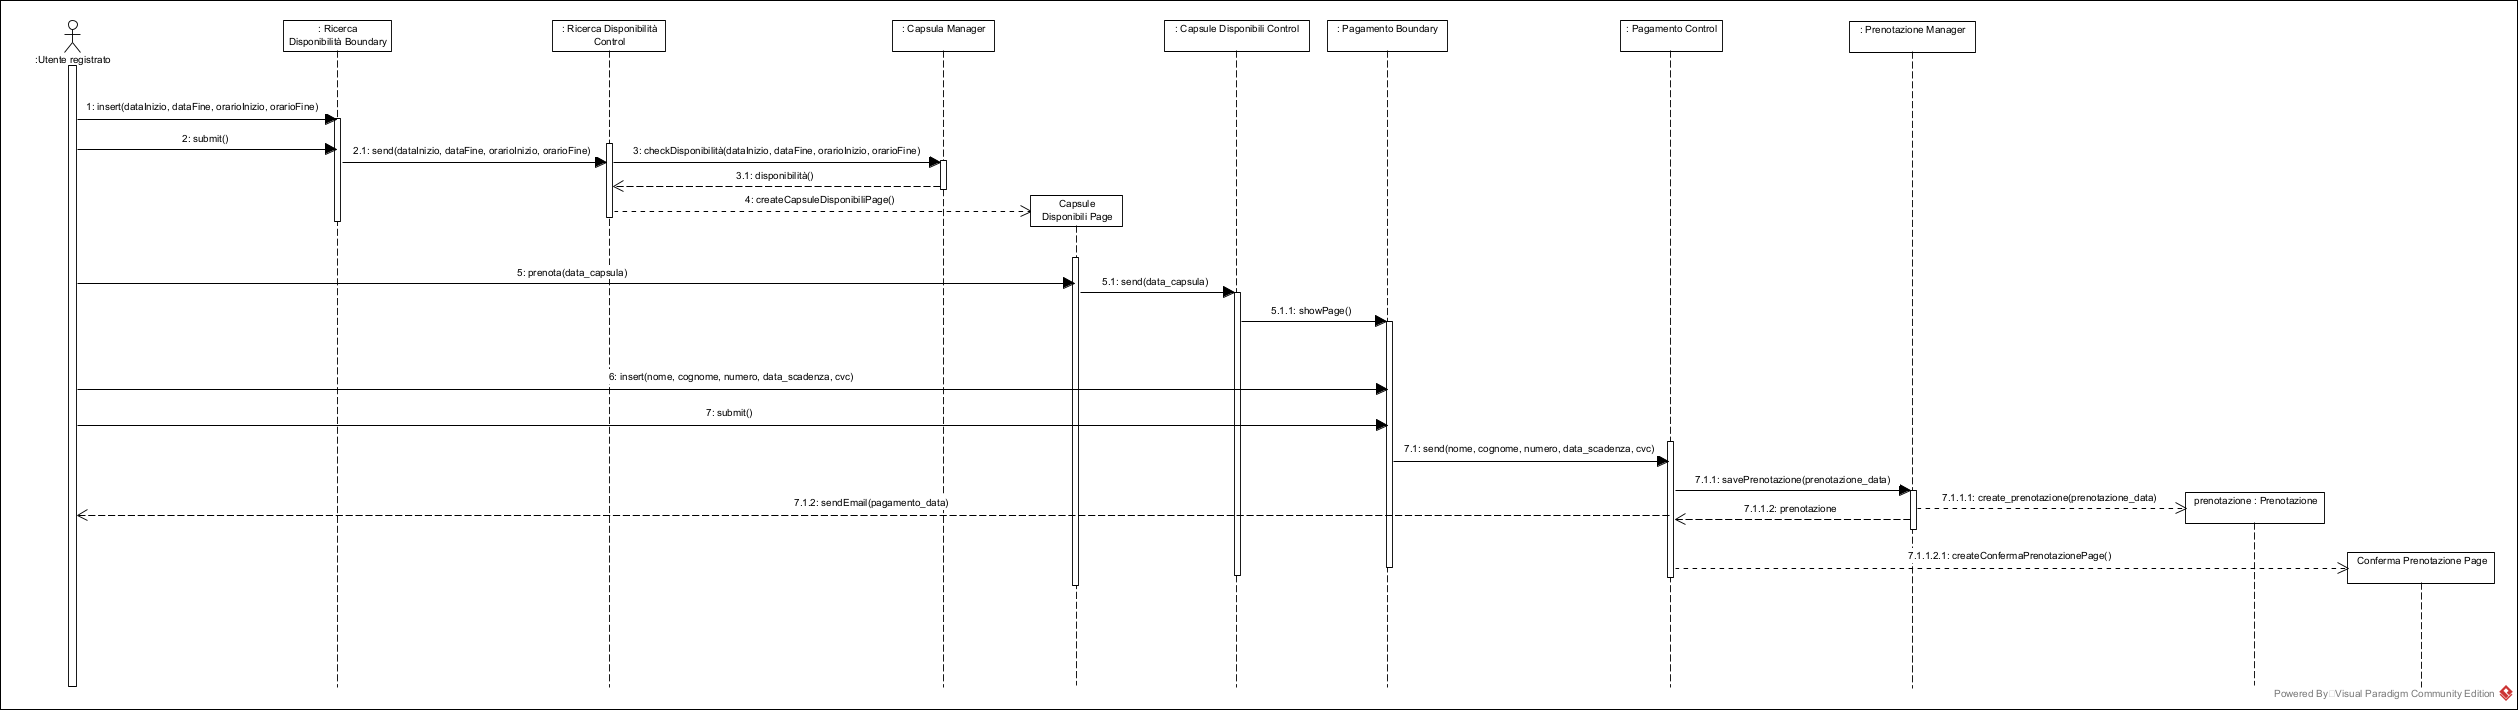 :Utente registrato
: Ricerca
Disponibilità Boundary
: Ricerca Disponibilità
Control
: Capsula Manager
: Capsule Disponibili Control
: Pagamento Boundary
: Pagamento Control
: Prenotazione Manager
1: insert(dataInizio, dataFine, orarioInizio, orarioFine)
2: submit()
2.1: send(dataInizio, dataFine, orarioInizio, orarioFine)
3: checkDisponibilità(dataInizio, dataFine, orarioInizio, orarioFine)
3.1: disponibilità()
4: createCapsuleDisponibiliPage()
Capsule
Disponibili Page
5: prenota(data_capsula)
5.1: send(data_capsula)
5.1.1: showPage()
6: insert(nome, cognome, numero, data_scadenza, cvc)
7: submit()
7.1: send(nome, cognome, numero, data_scadenza, cvc)
7.1.1: savePrenotazione(prenotazione_data)
7.1.1.1: create_prenotazione(prenotazione_data)
prenotazione : Prenotazione
7.1.2: sendEmail(pagamento_data)
7.1.1.2: prenotazione
7.1.1.2.1: createConfermaPrenotazionePage()
Conferma Prenotazione Page
Powered By Visual Paradigm Community Edition